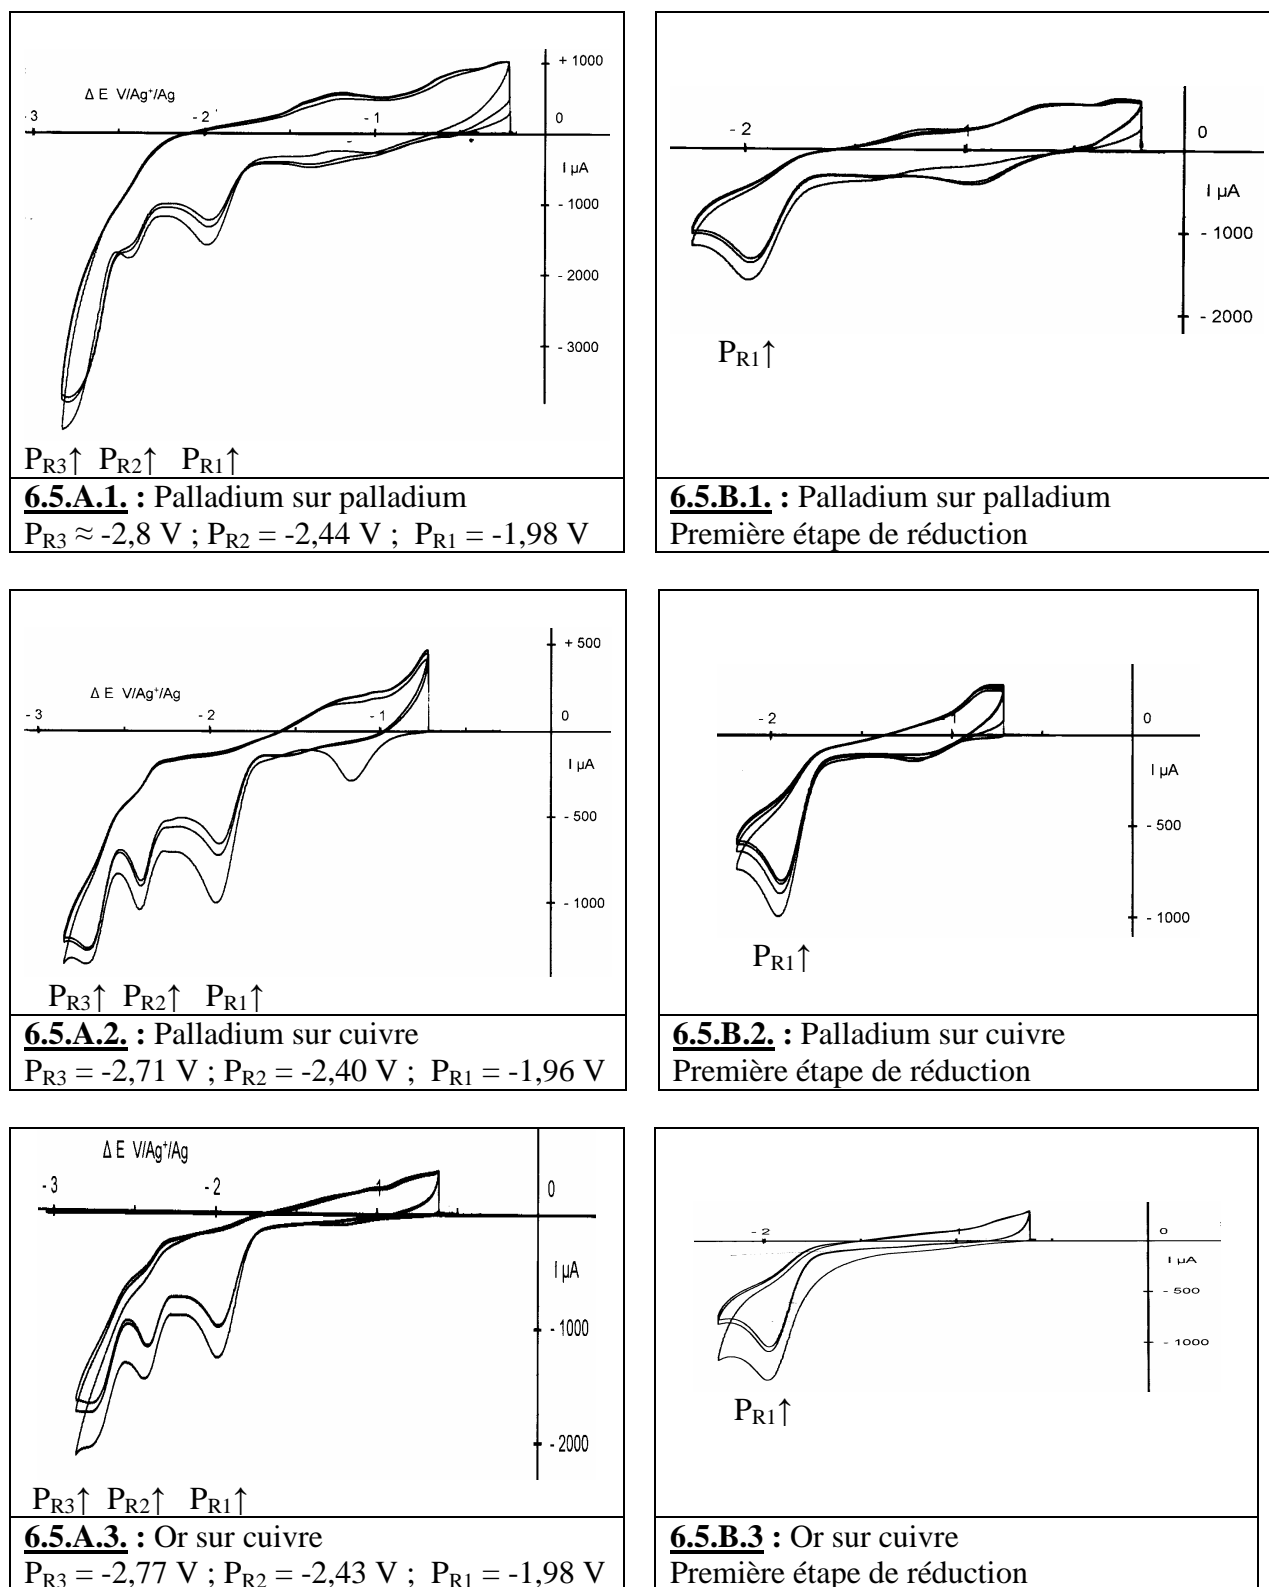 + 1000
Δ E V/Ag⁺/Ag
- 3
- 2
- 1
0
I µA
- 1000
- 2000
- 3000
P_R3↑ P_R2↑ P_R1↑
6.5.A.1. : Palladium sur palladium
P_R3 ≈ -2,8 V ; P_R2 = -2,44 V ; P_R1 = -1,98 V
- 2
- 1
0
I µA
- 1000
- 2000
P_R1↑
6.5.B.1. : Palladium sur palladium
Première étape de réduction
+ 500
Δ E V/Ag⁺/Ag
- 3
- 2
- 1
0
I µA
- 500
- 1000
P_R3↑ P_R2↑ P_R1↑
6.5.A.2. : Palladium sur cuivre
P_R3 = -2,71 V ; P_R2 = -2,40 V ; P_R1 = -1,96 V
- 2
1
0
I µA
- 500
- 1000
P_R1↑
6.5.B.2. : Palladium sur cuivre
Première étape de réduction
Δ E V/Ag⁺/Ag
- 3
- 2
1
0
I µA
- 1000
- 2000
P_R3↑ P_R2↑ P_R1↑
6.5.A.3. : Or sur cuivre
P_R3 = -2,77 V ; P_R2 = -2,43 V ; P_R1 = -1,98 V
- 2
1
0
I µA
- 500
- 1000
P_R1↑
6.5.B.3 : Or sur cuivre
Première étape de réduction